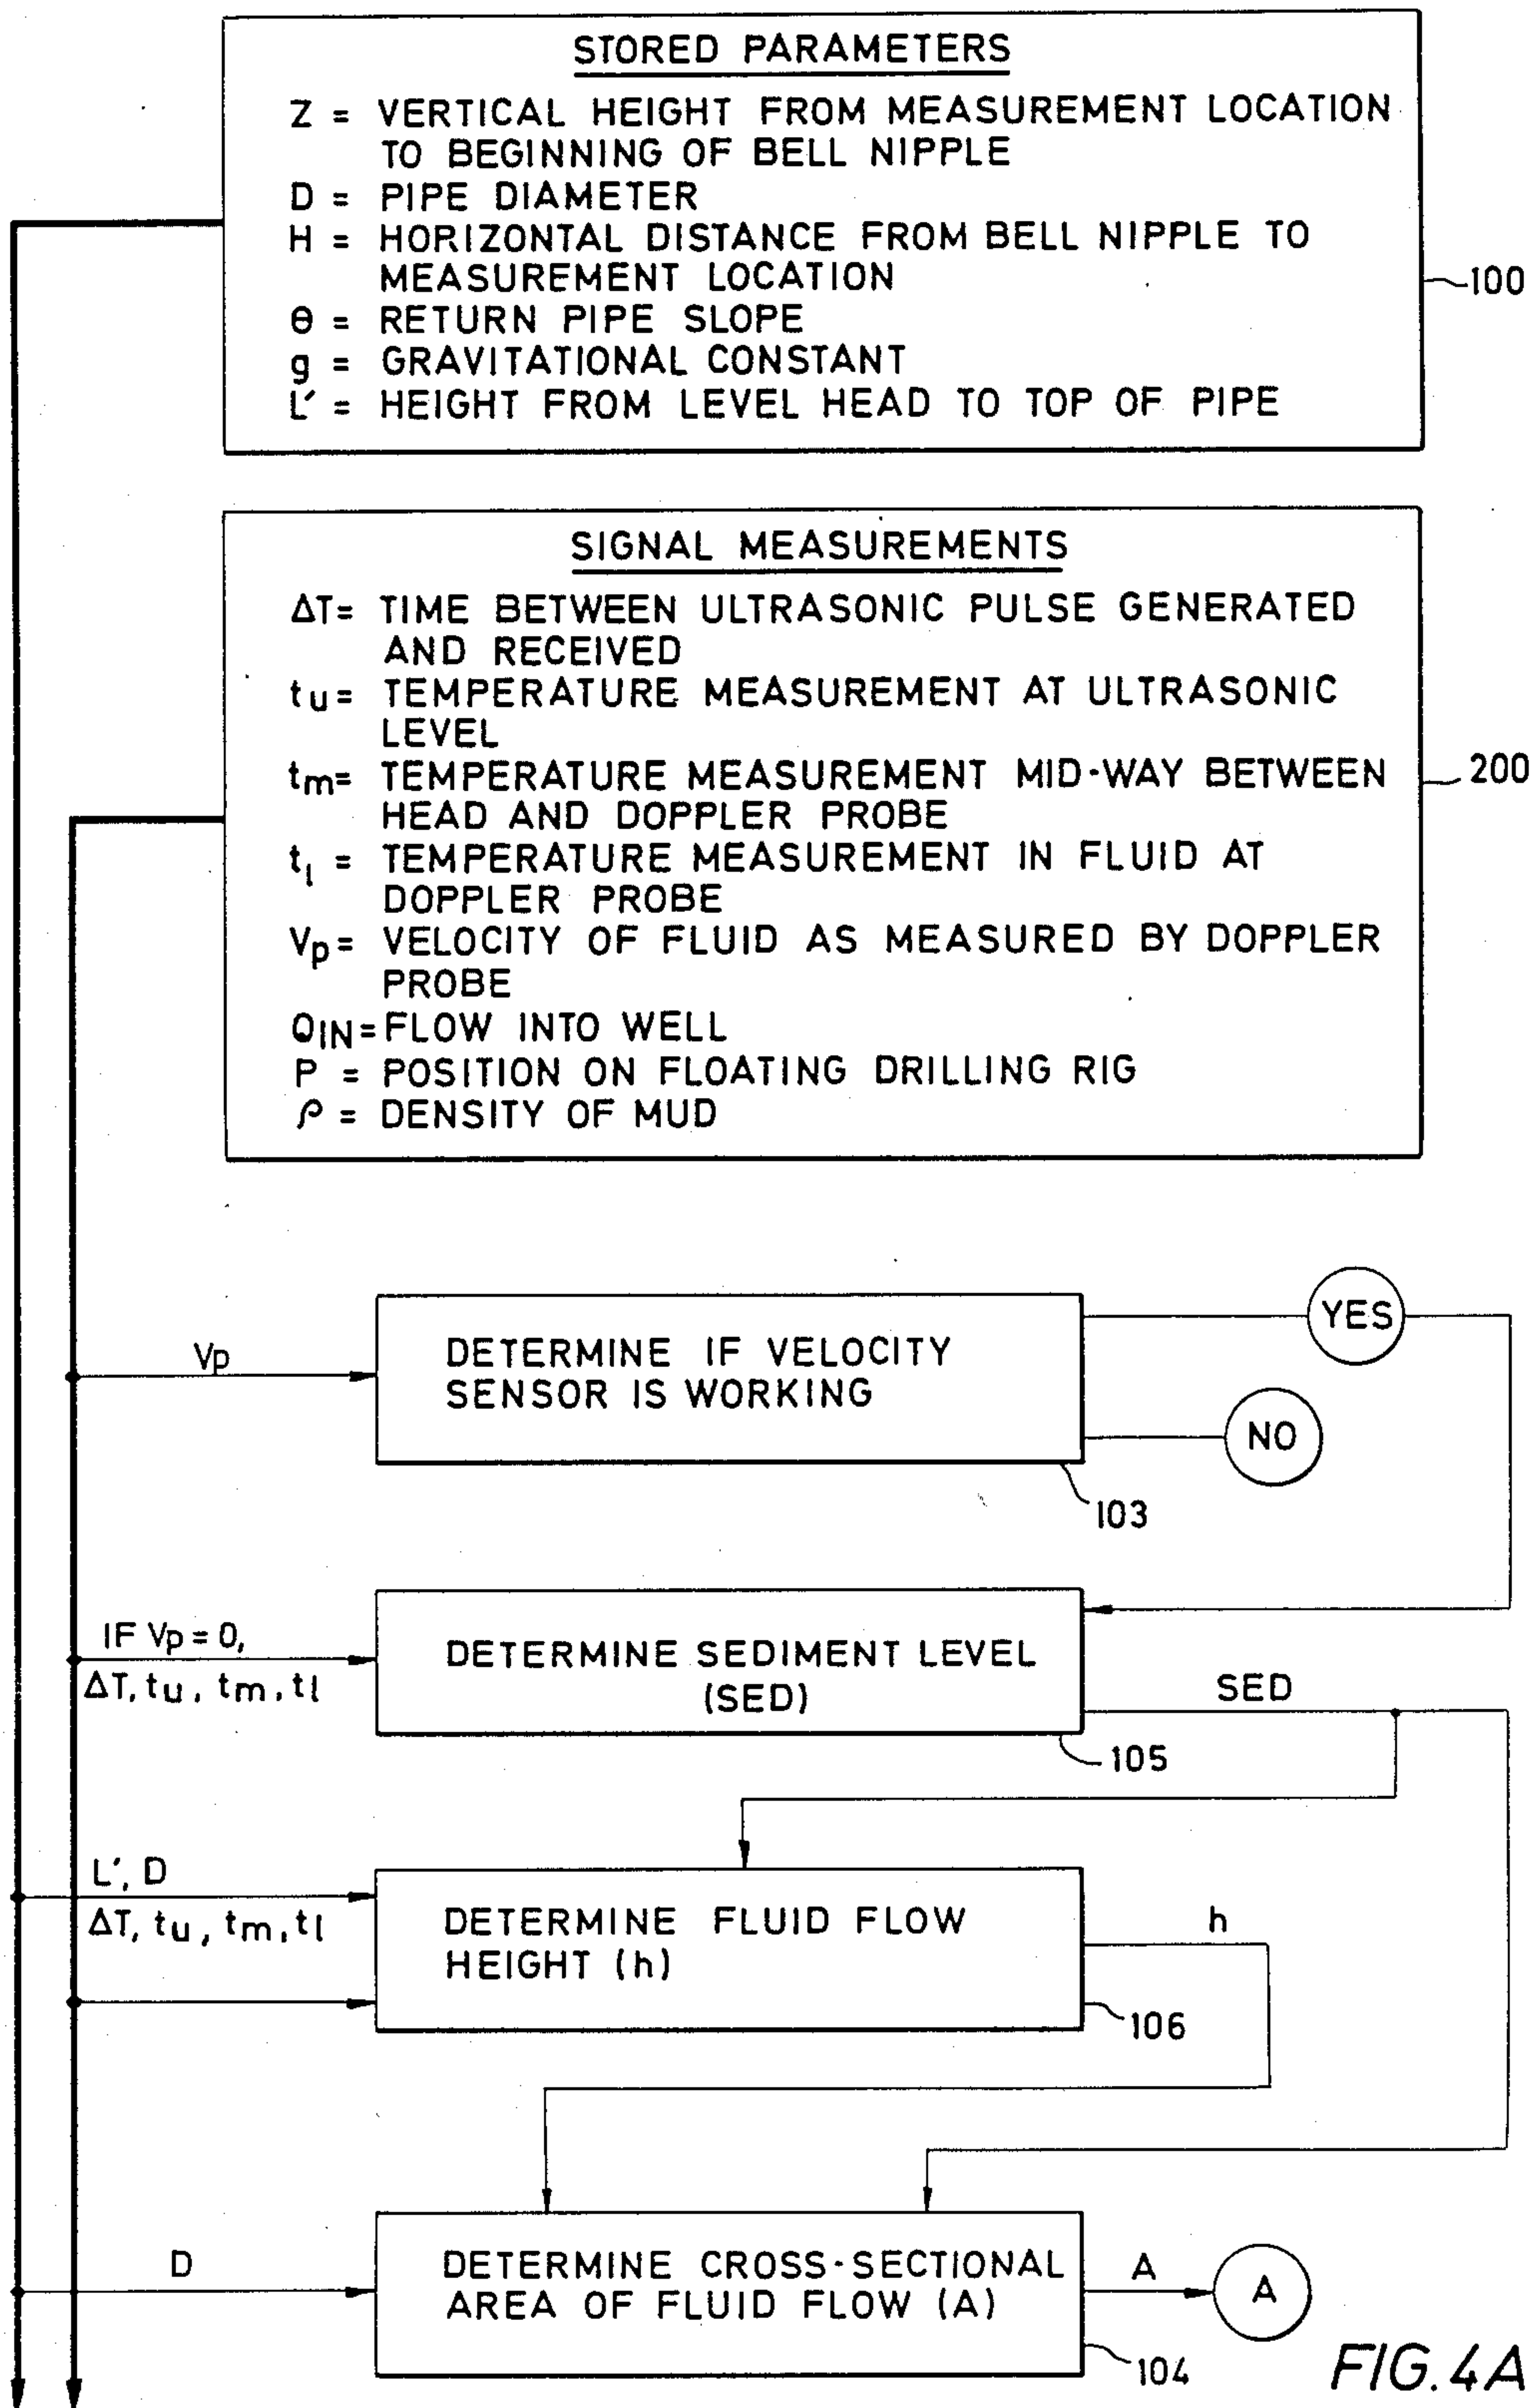 STORED PARAMETERS
Z = VERTICAL HEIGHT FROM MEASUREMENT LOCATION
TO BEGINNING OF BELL NIPPLE
D = PIPE DIAMETER
H = HORIZONTAL DISTANCE FROM BELL NIPPLE TO
MEASUREMENT LOCATION
θ = RETURN PIPE SLOPE
g = GRAVITATIONAL CONSTANT
L′ = HEIGHT FROM LEVEL HEAD TO TOP OF PIPE
100
SIGNAL MEASUREMENTS
ΔT = TIME BETWEEN ULTRASONIC PULSE GENERATED
AND RECEIVED
tu = TEMPERATURE MEASUREMENT AT ULTRASONIC
LEVEL
tm = TEMPERATURE MEASUREMENT MID-WAY BETWEEN
HEAD AND DOPPLER PROBE
tl = TEMPERATURE MEASUREMENT IN FLUID AT
DOPPLER PROBE
Vp = VELOCITY OF FLUID AS MEASURED BY DOPPLER
PROBE
QIN = FLOW INTO WELL
P = POSITION ON FLOATING DRILLING RIG
ρ = DENSITY OF MUD
200
Vp
DETERMINE IF VELOCITY
SENSOR IS WORKING
YES
NO
103
IF Vp = 0,
ΔT, tu, tm, tl
DETERMINE SEDIMENT LEVEL
(SED)
SED
105
L′, D
ΔT, tu, tm, tl
DETERMINE FLUID FLOW
HEIGHT (h)
h
106
D
DETERMINE CROSS-SECTIONAL
AREA OF FLUID FLOW (A)
A
A
104
FIG. 4A